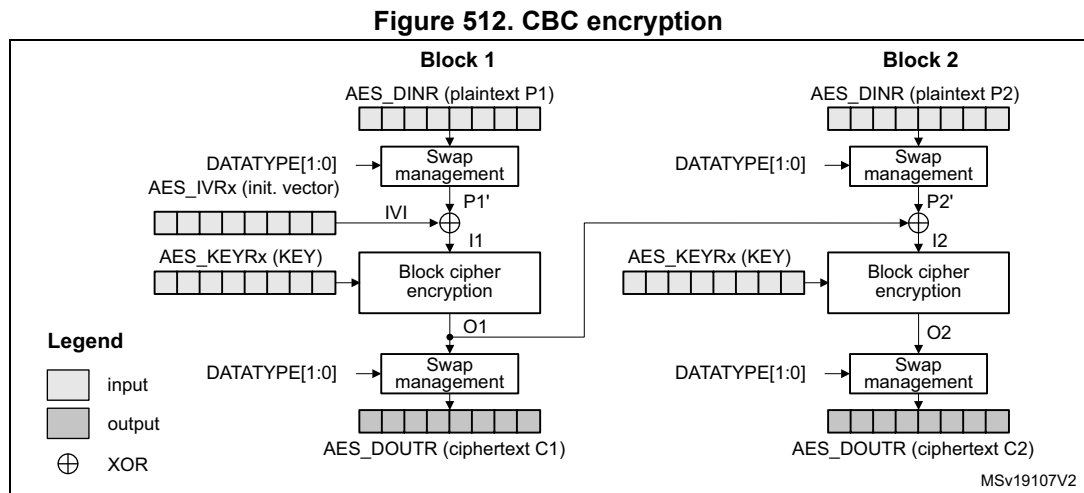 Figure 512. CBC encryption
Block 1
Block 2
AES_DINR (plaintext P1)
AES_DINR (plaintext P2)
DATATYPE[1:0]
Swap
management
DATATYPE[1:0]
Swap
management
AES_IVRx (init. vector)
P1'
P2'
IVI
I1
I2
AES_KEYRx (KEY)
AES_KEYRx (KEY)
Block cipher
encryption
Block cipher
encryption
O1
O2
Legend
input
output
XOR
DATATYPE[1:0]
Swap
management
DATATYPE[1:0]
Swap
management
AES_DOUTR (ciphertext C1)
AES_DOUTR (ciphertext C2)
MSv19107V2